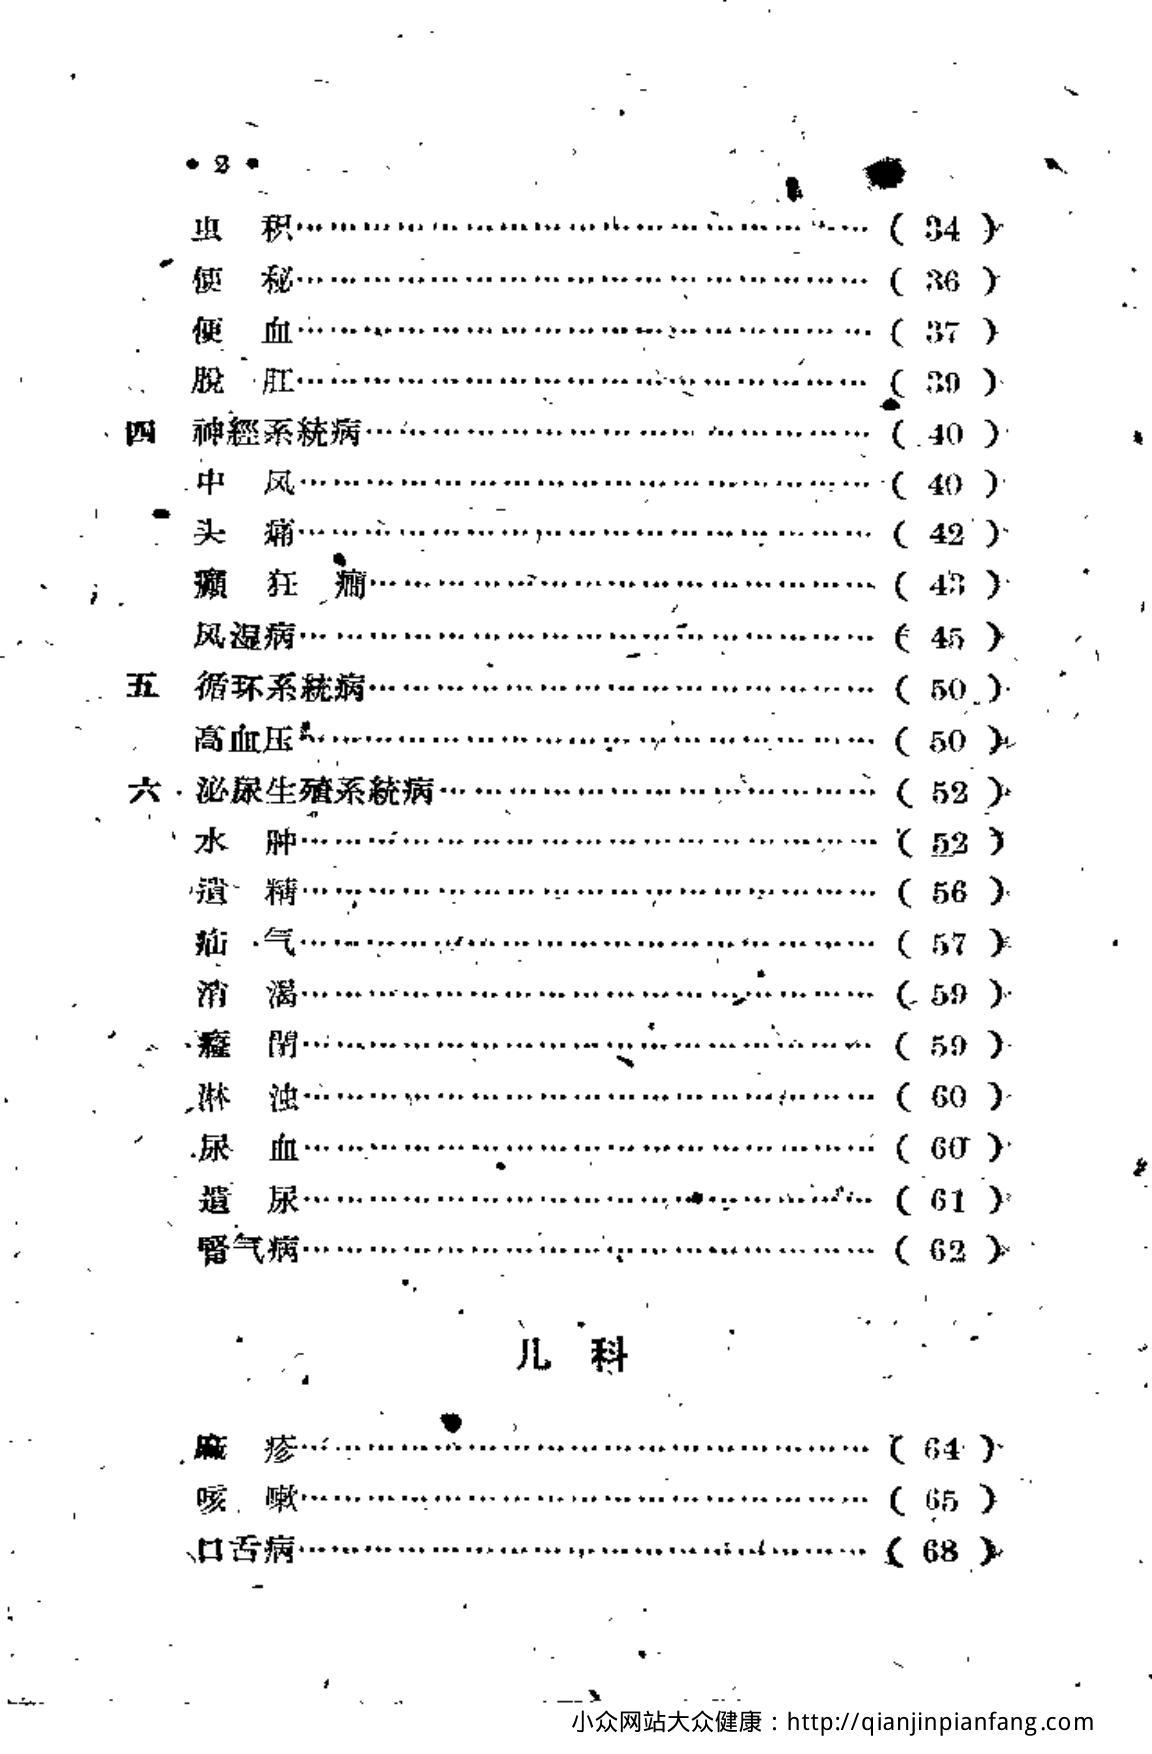 • 2 •
虫　积……………………………………( 34 )
便　秘……………………………………( 36 )
便　血……………………………………( 37 )
脫　肛……………………………………( 39 )
四　神經系統病………………………………( 40 )
中　风……………………………………( 40 )
头　痛……………………………………( 42 )
癲　狂　癇………………………………( 43 )
风湿病……………………………………( 45 )
五　循环系統病………………………………( 50 )
高血压……………………………………( 50 )
六　泌尿生殖系統病…………………………( 52 )
水　肿……………………………………( 52 )
遺　精……………………………………( 56 )
疝　气……………………………………( 57 )
消　渴……………………………………( 59 )
癃　閉……………………………………( 59 )
淋　浊……………………………………( 60 )
尿　血……………………………………( 60 )
遺　尿……………………………………( 61 )
腎气病……………………………………( 62 )
儿　科
麻　疹……………………………………( 64 )
咳　嗽……………………………………( 65 )
口舌病……………………………………( 68 )
小众网站大众健康：http://qianjinpianfang.com